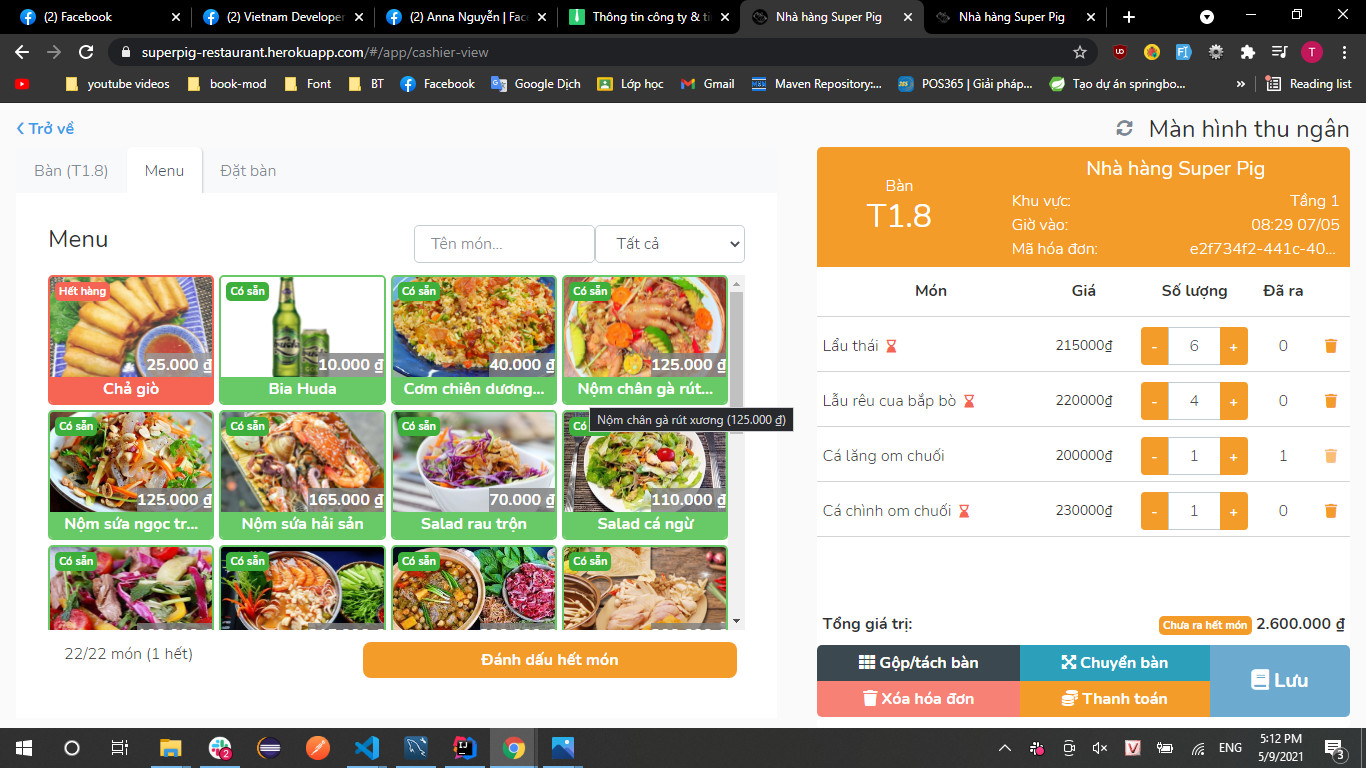 (2) Facebook
(2) Vietnam Developer
(2) Anna Nguyễn | Fac
Thông tin công ty & ti
Nhà hàng Super Pig
Nhà hàng Super Pig
superpig-restaurant.herokuapp.com/#/app/cashier-view
youtube videos
book-mod
Font
BT
Facebook
Google Dịch
Lớp học
Gmail
Maven Repository:...
POS365 | Giải pháp...
Tạo dự án springbo...
»
Reading list
Trở về
Màn hình thu ngân
Bàn (T1.8)
Menu
Đặt bàn
Menu
Tên món...
Tất cả
Hết hàng
25.000 ₫
Chả giò
Có sẵn
10.000 ₫
Bia Huda
Có sẵn
40.000 ₫
Cơm chiên dương...
Có sẵn
125.000 ₫
Nộm chân gà rút...
Nộm chân gà rút xương (125.000 ₫)
Có sẵn
125.000 ₫
Nộm sứa ngọc tr...
Có sẵn
165.000 ₫
Nộm sứa hải sản
Có sẵn
70.000 ₫
Salad rau trộn
110.000 ₫
Salad cá ngừ
Có sẵn
Có sẵn
Có sẵn
Có sẵn
22/22 món (1 hết)
Đánh dấu hết món
Bàn
T1.8
Nhà hàng Super Pig
Khu vực: Tầng 1
Giờ vào: 08:29 07/05
Mã hóa đơn: e2f734f2-441c-40...
Món Giá Số lượng Đã ra
Lẩu thái 215000₫ - 6 + 0
Lẫu rêu cua bắp bò 220000₫ - 4 + 0
Cá lăng om chuối 200000₫ - 1 + 1
Cá chình om chuối 230000₫ - 1 + 0
Tổng giá trị: Chưa ra hết món 2.600.000 ₫
Gộp/tách bàn
Chuyển bàn
Lưu
Xóa hóa đơn
Thanh toán
ENG
5:12 PM
5/9/2021